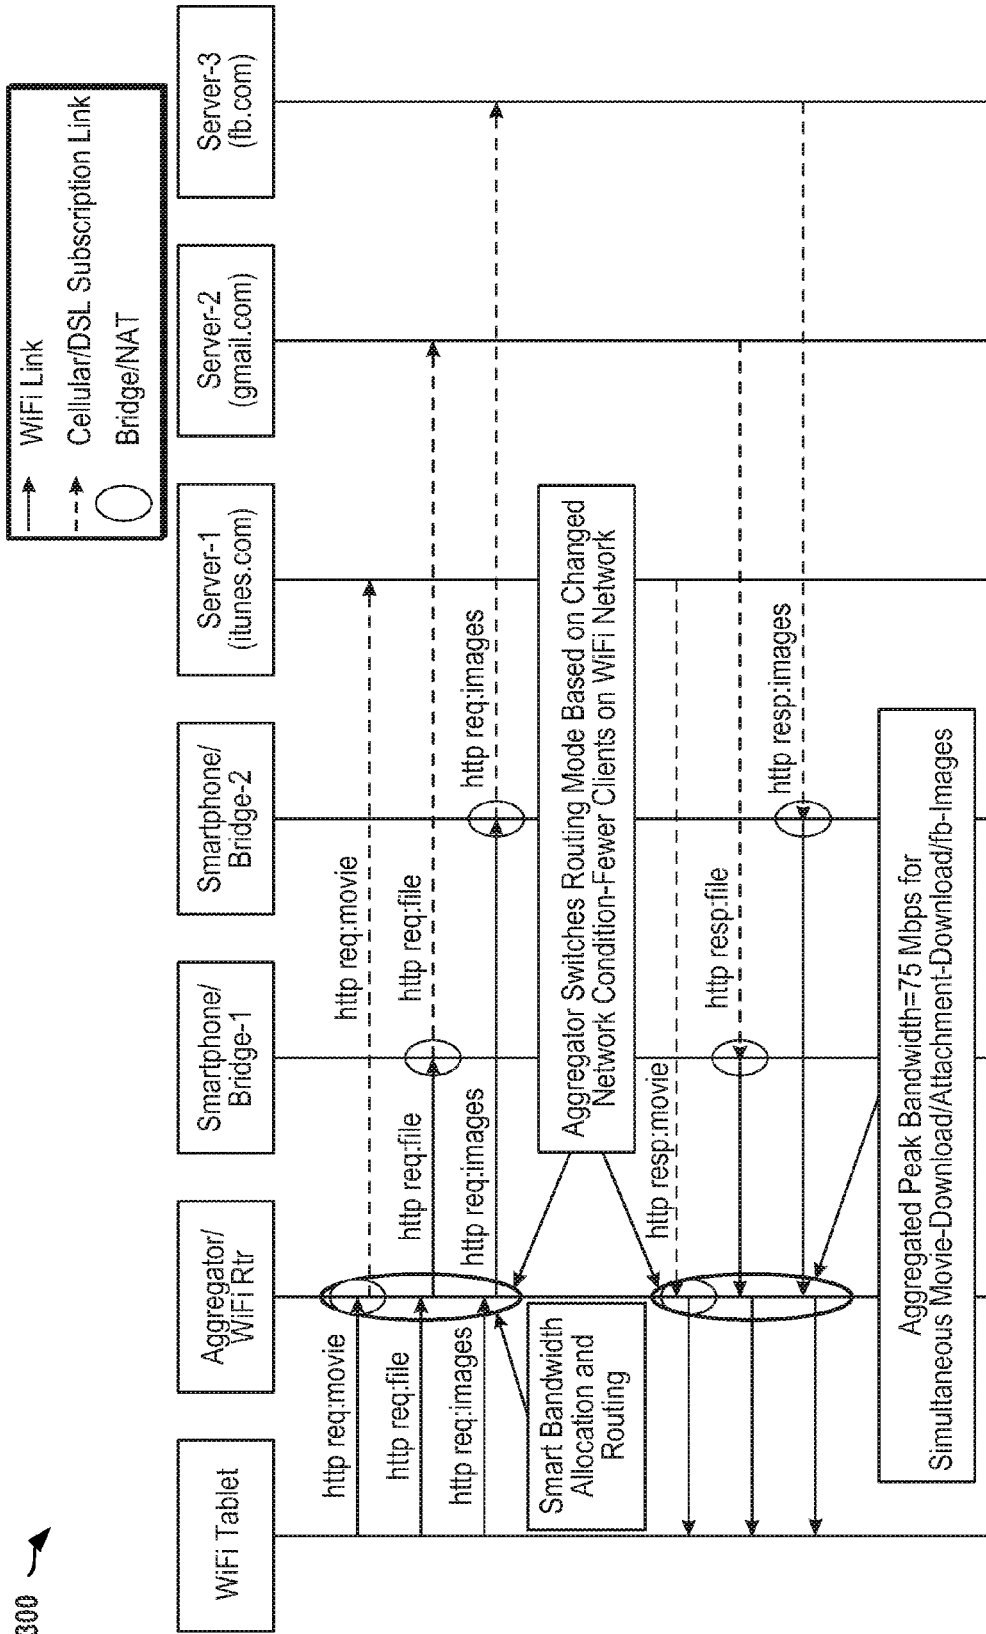 300
WiFi Link
Cellular/DSL Subscription Link
Bridge/NAT
WiFi Tablet
Aggregator/
WiFi Rtr
Smartphone/
Bridge-1
Smartphone/
Bridge-2
Server-1
(itunes.com)
Server-2
(gmail.com)
Server-3
(fb.com)
http req:movie
http req:movie
http req:file
http req:file
http req:file
http req:images
http req:images
http req:images
Smart Bandwidth
Allocation and
Routing
Aggregator Switches Routing Mode Based on Changed
Network Condition-Fewer Clients on WiFi Network
http resp:movie
http resp:file
http resp:images
Aggregated Peak Bandwidth=75 Mbps for
Simultaneous Movie-Download/Attachment-Download/fb-Images